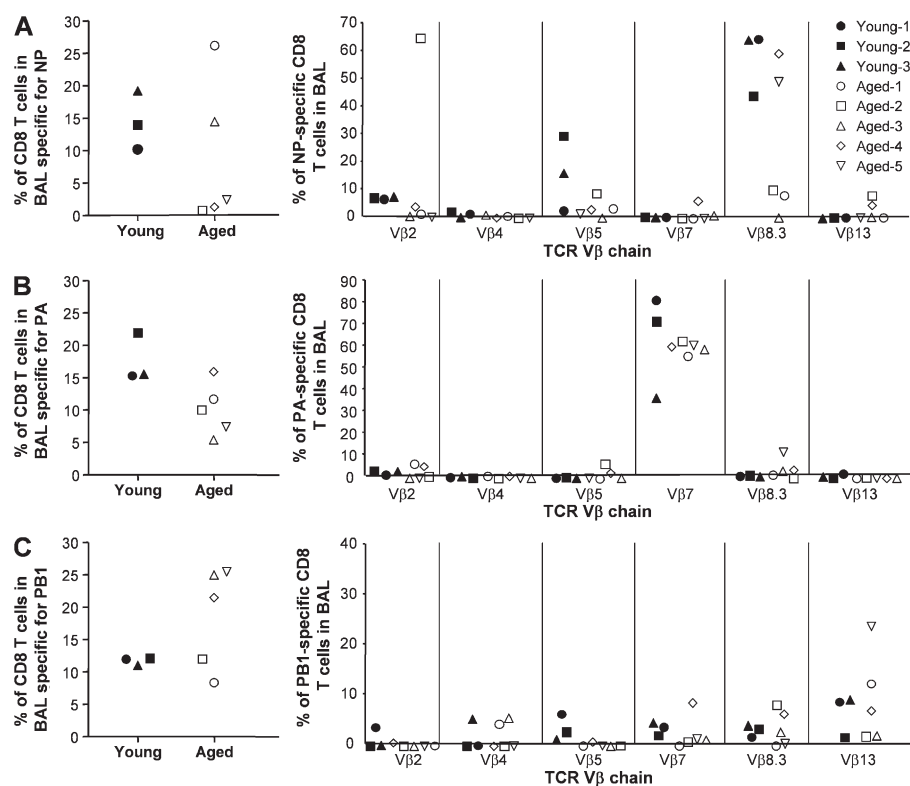 A
% of CD8 T cells in
BAL specific for NP
30
25
20
15
10
5
0
Young Aged
% of NP-specific CD8
T cells in BAL
70
60
50
40
30
20
10
0
Vβ2 Vβ4 Vβ5 Vβ7 Vβ8.3 Vβ13
TCR Vβ chain
Young-1
Young-2
Young-3
Aged-1
Aged-2
Aged-3
Aged-4
Aged-5
B
% of CD8 T cells in
BAL specific for PA
30
25
20
15
10
5
0
Young Aged
% of PA-specific CD8
T cells in BAL
90
80
70
60
50
40
30
20
10
0
Vβ2 Vβ4 Vβ5 Vβ7 Vβ8.3 Vβ13
TCR Vβ chain
C
% of CD8 T cells in
BAL specific for PB1
30
25
20
15
10
5
0
Young Aged
% of PB1-specific CD8
T cells in BAL
40
30
20
10
0
Vβ2 Vβ4 Vβ5 Vβ7 Vβ8.3 Vβ13
TCR Vβ chain